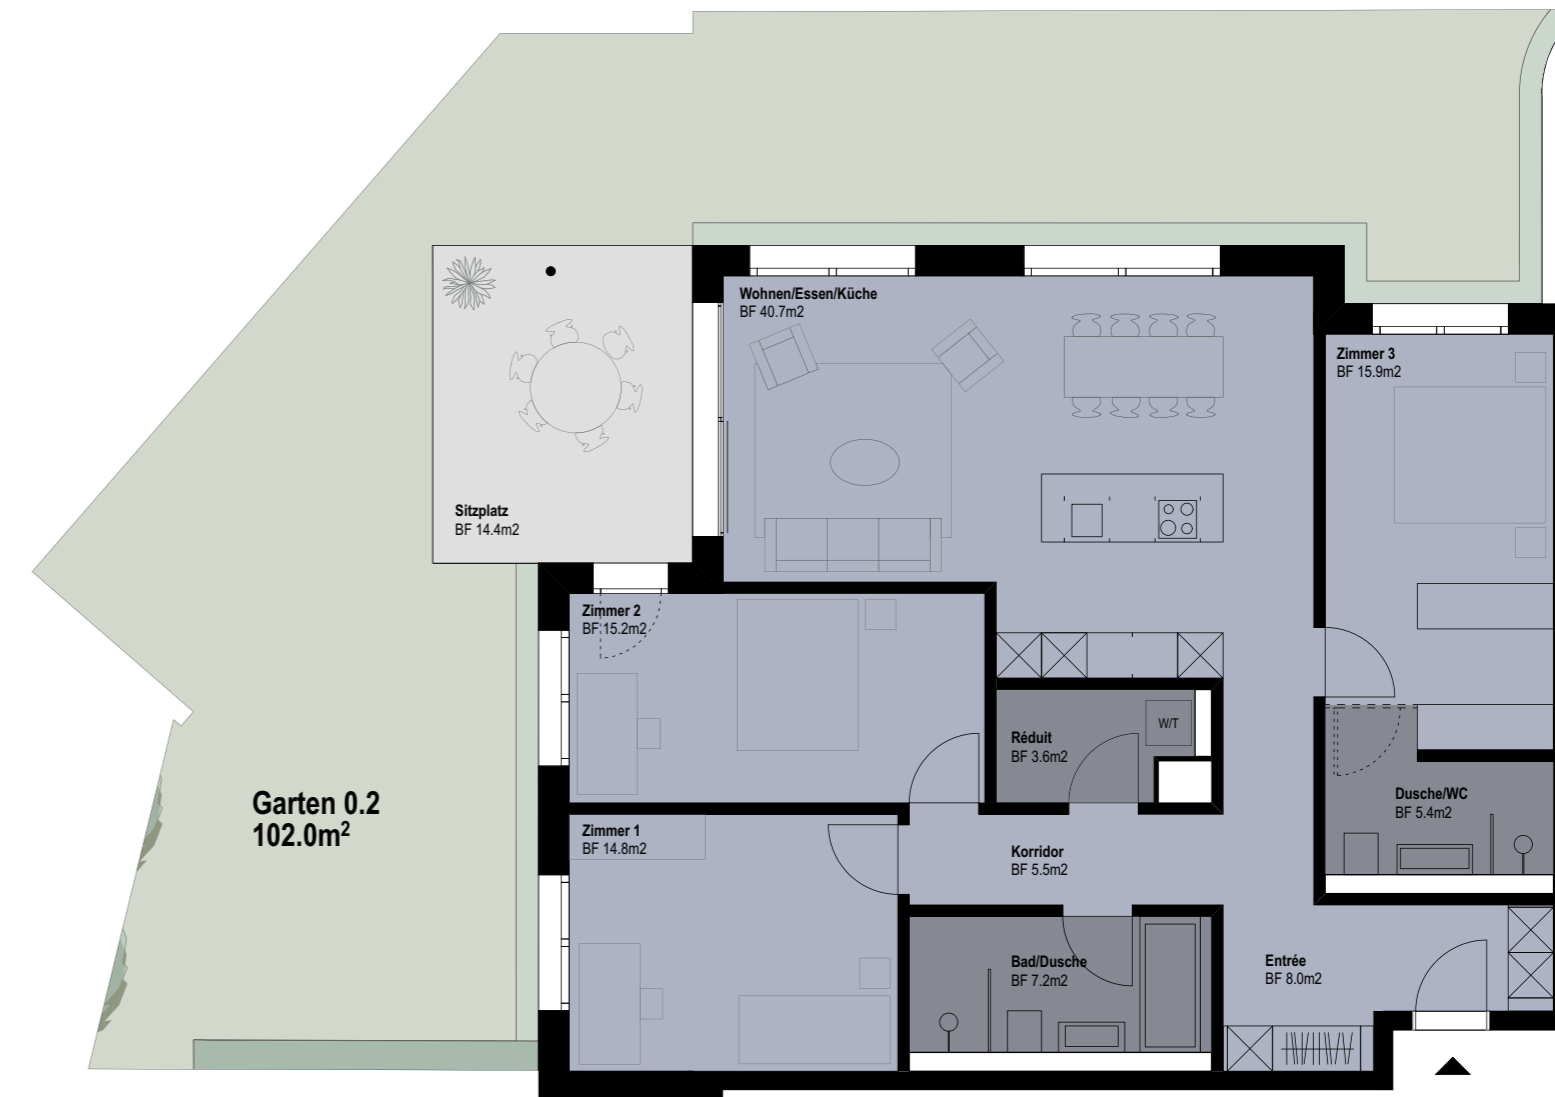 Wohnen/Essen/Küche
BF 40.7m2
Zimmer 3
BF 15.9m2
Sitzplatz
BF 14.4m2
Zimmer 2
BF 15.2m2
Réduit
BF 3.6m2
W/T
Garten 0.2
102.0m²
Dusche/WC
BF 5.4m2
Zimmer 1
BF 14.8m2
Korridor
BF 5.5m2
Bad/Dusche
BF 7.2m2
Entrée
BF 8.0m2